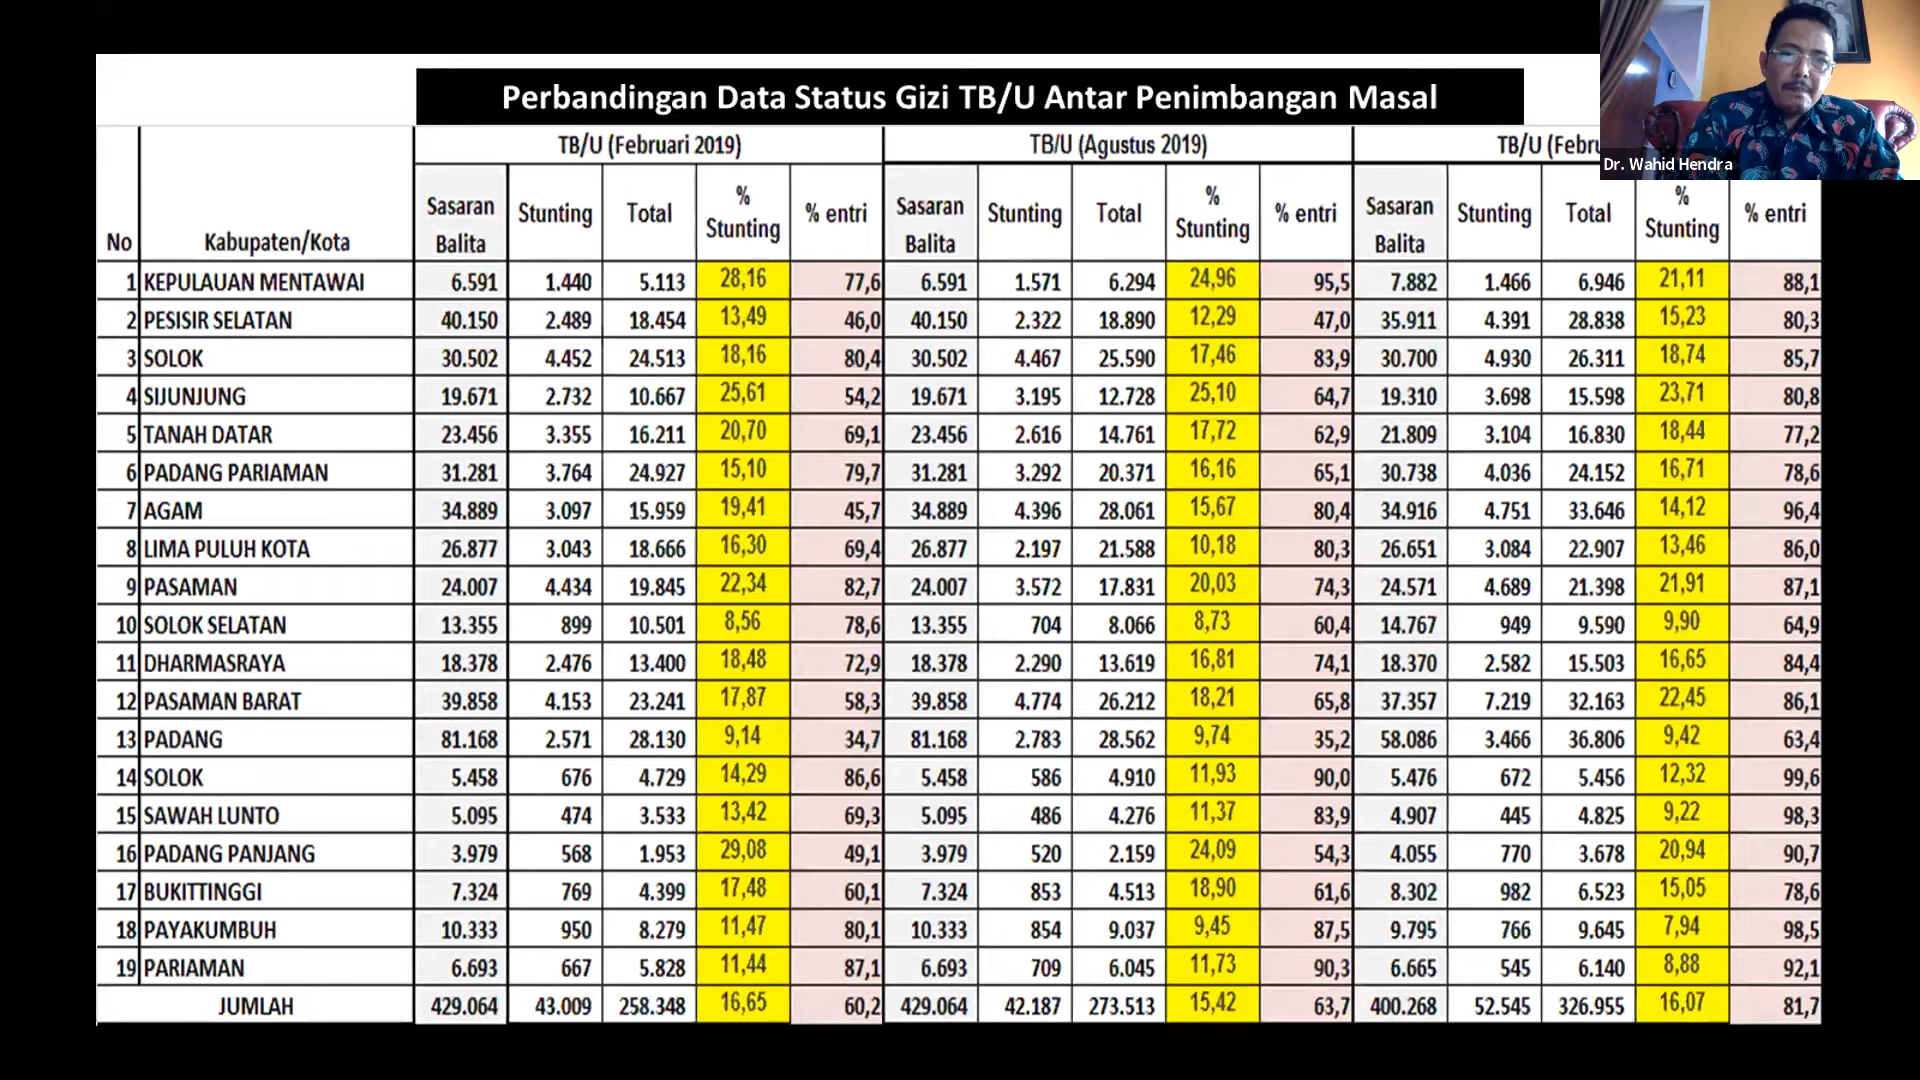 Perbandingan Data Status Gizi TB/U Antar Penimbangan Masal
Dr. Wahid Hendra
TB/U (Februari 2019) TB/U (Agustus 2019) TB/U (Febru
No Kabupaten/Kota Sasaran Balita Stunting Total % Stunting % entri Sasaran Balita Stunting Total % Stunting % entri Sasaran Balita Stunting Total % Stunting % entri
1 KEPULAUAN MENTAWAI 6.591 1.440 5.113 28,16 77,6 6.591 1.571 6.294 24,96 95,5 7.882 1.466 6.946 21,11 88,1
2 PESISIR SELATAN 40.150 2.489 18.454 13,49 46,0 40.150 2.322 18.890 12,29 47,0 35.911 4.391 28.838 15,23 80,3
3 SOLOK 30.502 4.452 24.513 18,16 80,4 30.502 4.467 25.590 17,46 83,9 30.700 4.930 26.311 18,74 85,7
4 SIJUNJUNG 19.671 2.732 10.667 25,61 54,2 19.671 3.195 12.728 25,10 64,7 19.310 3.698 15.598 23,71 80,8
5 TANAH DATAR 23.456 3.355 16.211 20,70 69,1 23.456 2.616 14.761 17,72 62,9 21.809 3.104 16.830 18,44 77,2
6 PADANG PARIAMAN 31.281 3.764 24.927 15,10 79,7 31.281 3.292 20.371 16,16 65,1 30.738 4.036 24.152 16,71 78,6
7 AGAM 34.889 3.097 15.959 19,41 45,7 34.889 4.396 28.061 15,67 80,4 34.916 4.751 33.646 14,12 96,4
8 LIMA PULUH KOTA 26.877 3.043 18.666 16,30 69,4 26.877 2.197 21.588 10,18 80,3 26.651 3.084 22.907 13,46 86,0
9 PASAMAN 24.007 4.434 19.845 22,34 82,7 24.007 3.572 17.831 20,03 74,3 24.571 4.689 21.398 21,91 87,1
10 SOLOK SELATAN 13.355 899 10.501 8,56 78,6 13.355 704 8.066 8,73 60,4 14.767 949 9.590 9,90 64,9
11 DHARMASRAYA 18.378 2.476 13.400 18,48 72,9 18.378 2.290 13.619 16,81 74,1 18.370 2.582 15.503 16,65 84,4
12 PASAMAN BARAT 39.858 4.153 23.241 17,87 58,3 39.858 4.774 26.212 18,21 65,8 37.357 7.219 32.163 22,45 86,1
13 PADANG 81.168 2.571 28.130 9,14 34,7 81.168 2.783 28.562 9,74 35,2 58.086 3.466 36.806 9,42 63,4
14 SOLOK 5.458 676 4.729 14,29 86,6 5.458 586 4.910 11,93 90,0 5.476 672 5.456 12,32 99,6
15 SAWAH LUNTO 5.095 474 3.533 13,42 69,3 5.095 486 4.276 11,37 83,9 4.907 445 4.825 9,22 98,3
16 PADANG PANJANG 3.979 568 1.953 29,08 49,1 3.979 520 2.159 24,09 54,3 4.055 770 3.678 20,94 90,7
17 BUKITTINGGI 7.324 769 4.399 17,48 60,1 7.324 853 4.513 18,90 61,6 8.302 982 6.523 15,05 78,6
18 PAYAKUMBUH 10.333 950 8.279 11,47 80,1 10.333 854 9.037 9,45 87,5 9.795 766 9.645 7,94 98,5
19 PARIAMAN 6.693 667 5.828 11,44 87,1 6.693 709 6.045 11,73 90,3 6.665 545 6.140 8,88 92,1
JUMLAH 429.064 43.009 258.348 16,65 60,2 429.064 42.187 273.513 15,42 63,7 400.268 52.545 326.955 16,07 81,7